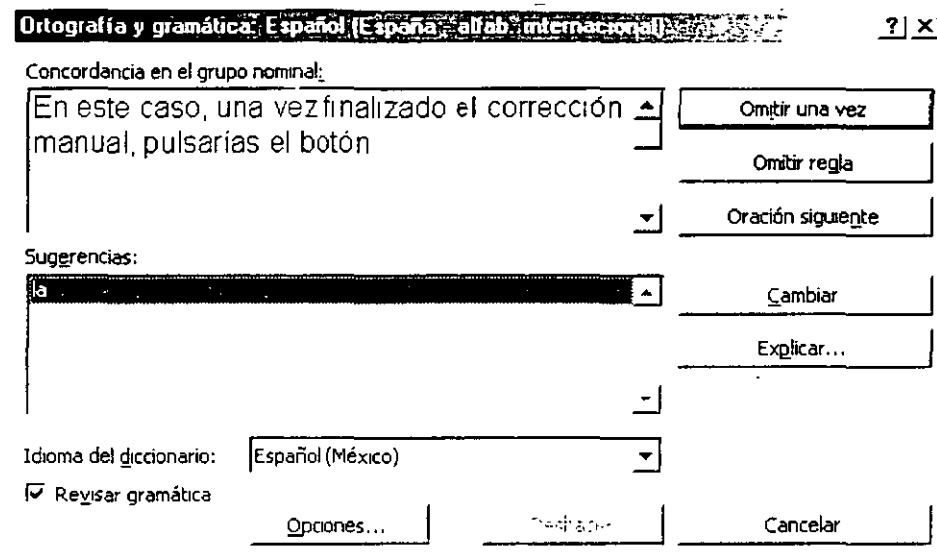 Ortografía y gramática: Español (España, alfab. internacional)
Concordancia en el grupo nominal:
En este caso, una vez finalizado el corrección
manual, pulsarías el botón
Omitir una vez
Omitir regla
Oración siguiente
Sugerencias:
la
Cambiar
Explicar...
Idioma del diccionario: Español (México)
Revisar gramática
Opciones... Deshacer Cancelar